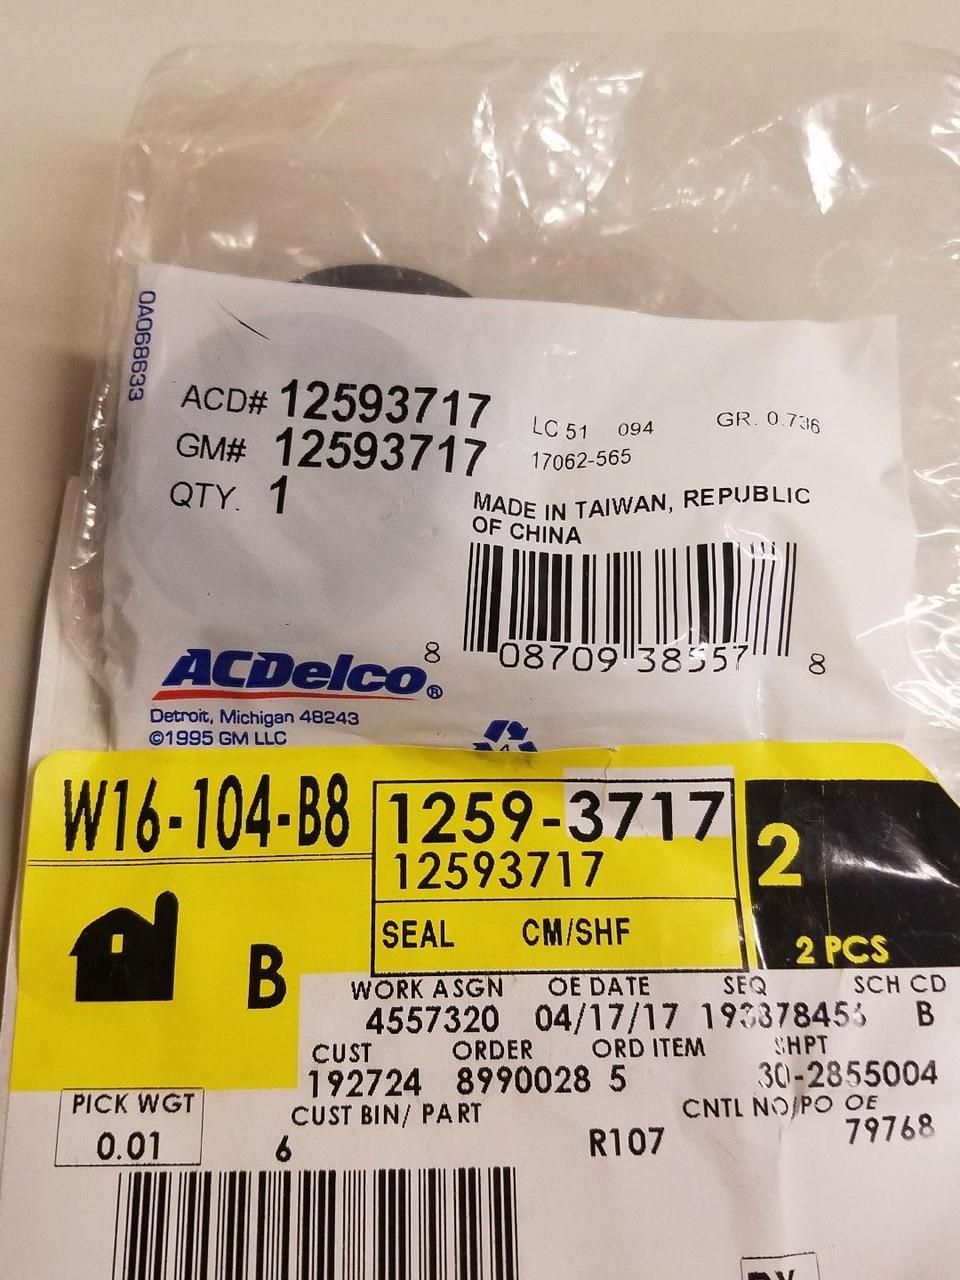 0A068633
ACD# 12593717
GM# 12593717
QTY. 1
LC 51 094 GR. 0.736
17062-565
MADE IN TAIWAN, REPUBLIC
OF CHINA
8 08709 38557 8
ACDelco®
Detroit, Michigan 48243
©1995 GM LLC
4
W16-104-B8
1259-3717
12593717
2
SEAL CM/SHF
2 PCS
B
WORK ASGN OE DATE SEQ SCH CD
4557320 04/17/17 193878456 B
CUST ORDER ORD ITEM SHPT
192724 8990028 5 30-2855004
PICK WGT CUST BIN/ PART CNTL NO/PO OE
0.01 6 R107 79768